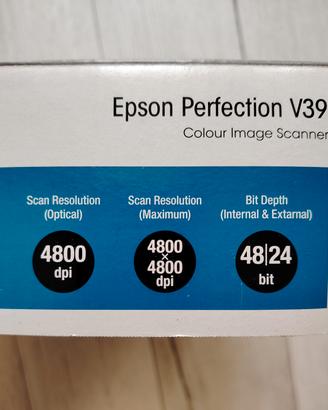 Epson Perfection V39
Colour Image Scanner
Scan Resolution
(Optical)
4800
dpi
Scan Resolution
(Maximum)
4800
×
4800
dpi
Bit Depth
(Internal & Extarnal)
48|24
bit